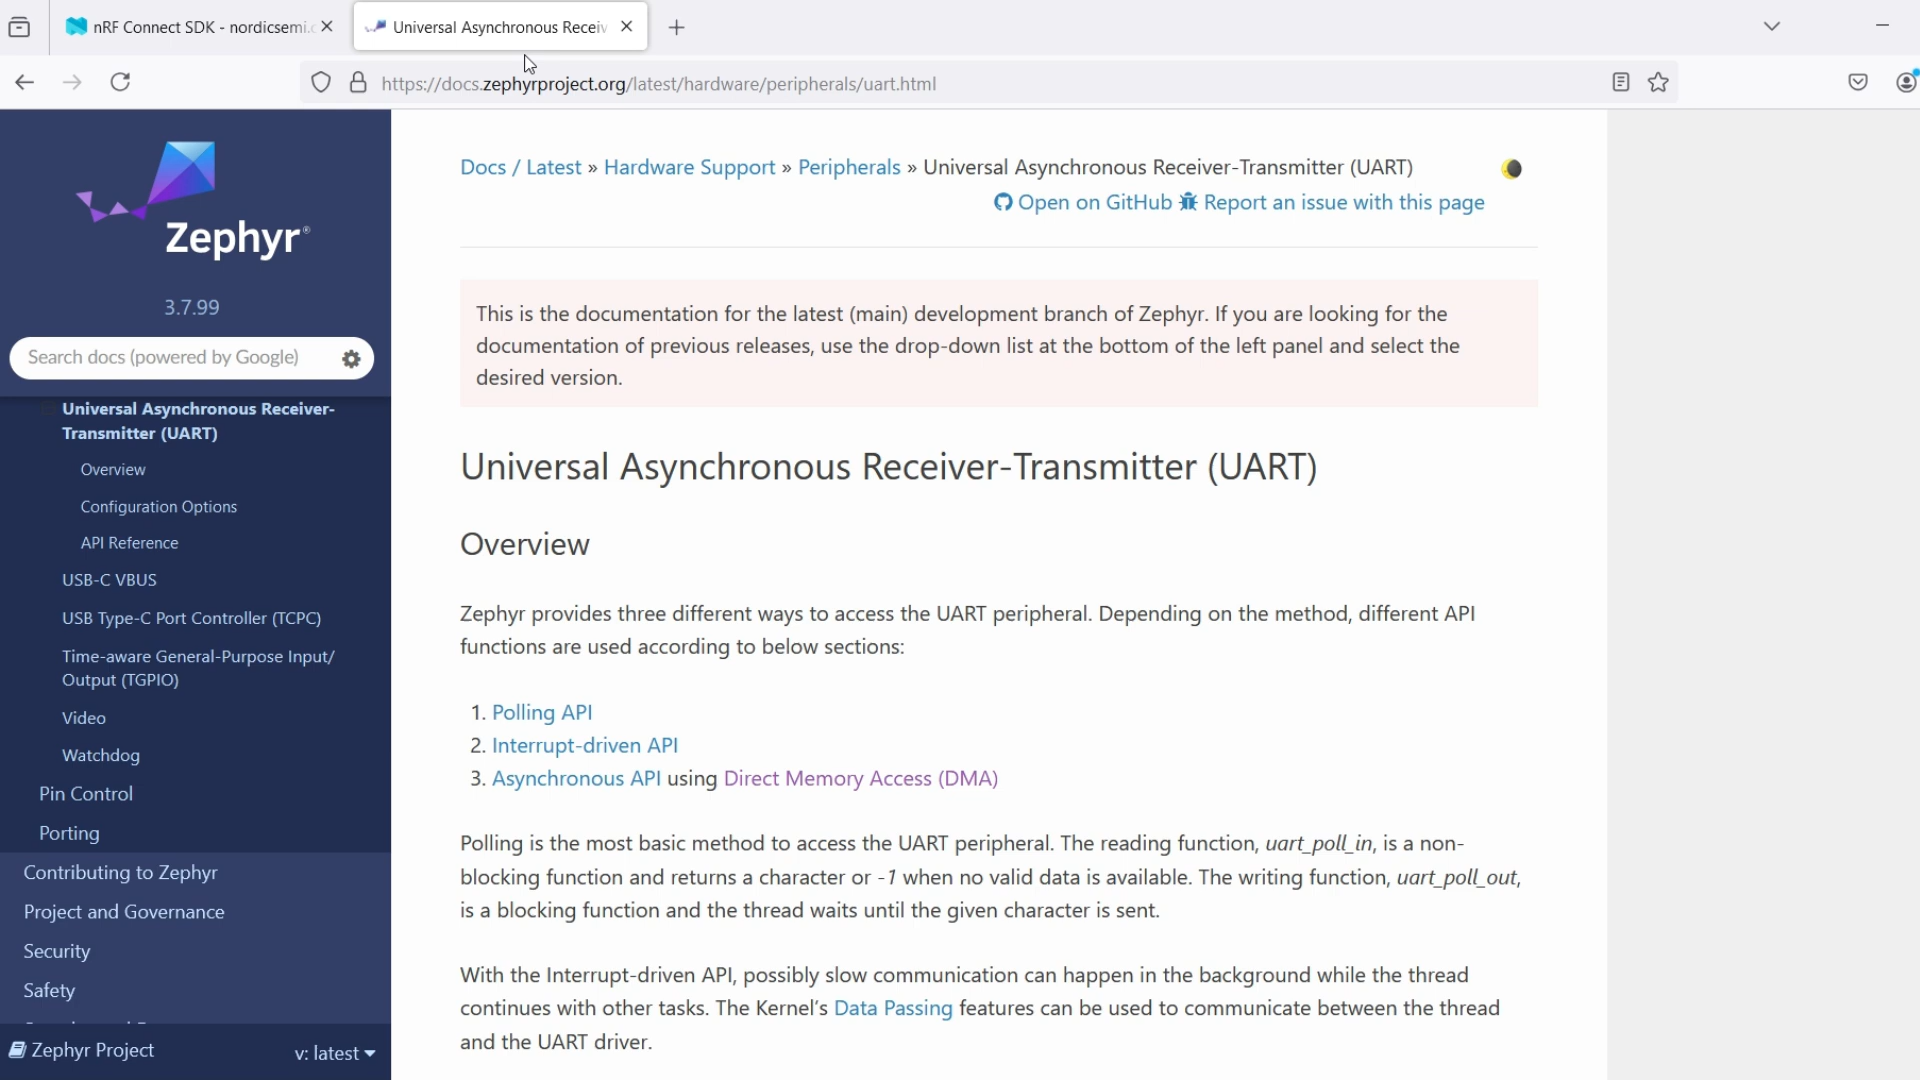 nRF Connect SDK - nordicsemi.c
Universal Asynchronous Receiv
https://docs.zephyrproject.org/latest/hardware/peripherals/uart.html
Zephyr®
3.7.99
Search docs (powered by Google)
Universal Asynchronous Receiver-
Transmitter (UART)
Overview
Configuration Options
API Reference
USB-C VBUS
USB Type-C Port Controller (TCPC)
Time-aware General-Purpose Input/
Output (TGPIO)
Video
Watchdog
Pin Control
Porting
Contributing to Zephyr
Project and Governance
Security
Safety
Zephyr Project
v: latest
Docs / Latest » Hardware Support » Peripherals » Universal Asynchronous Receiver-Transmitter (UART)
Open on GitHub Report an issue with this page
This is the documentation for the latest (main) development branch of Zephyr. If you are looking for the
documentation of previous releases, use the drop-down list at the bottom of the left panel and select the
desired version.
Universal Asynchronous Receiver-Transmitter (UART)
Overview
Zephyr provides three different ways to access the UART peripheral. Depending on the method, different API
functions are used according to below sections:
1. Polling API
2. Interrupt-driven API
3. Asynchronous API using Direct Memory Access (DMA)
Polling is the most basic method to access the UART peripheral. The reading function, uart_poll_in, is a non-
blocking function and returns a character or -1 when no valid data is available. The writing function, uart_poll_out,
is a blocking function and the thread waits until the given character is sent.
With the Interrupt-driven API, possibly slow communication can happen in the background while the thread
continues with other tasks. The Kernel's Data Passing features can be used to communicate between the thread
and the UART driver.